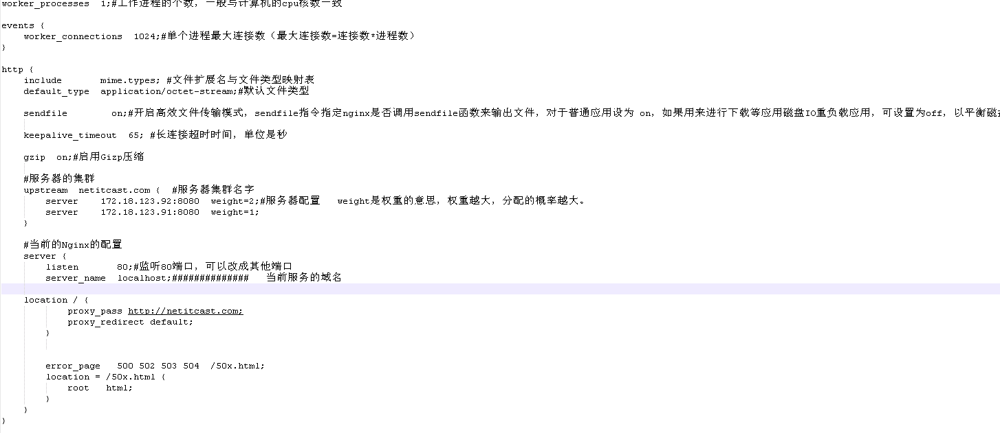 worker_processes  1;#工作进程的个数，一般与计算机的cpu核数一致
events {
    worker_connections  1024;#单个进程最大连接数（最大连接数=连接数*进程数）
}
http {
    include       mime.types; #文件扩展名与文件类型映射表
    default_type  application/octet-stream;#默认文件类型
    sendfile        on;#开启高效文件传输模式，sendfile指令指定nginx是否调用sendfile函数来输出文件，对于普通应用设为 on，如果用来进行下载等应用磁盘IO重负载应用，可设置为off，以平衡磁
    keepalive_timeout  65; #长连接超时时间，单位是秒
    gzip  on;#启用Gizp压缩
    #服务器的集群
    upstream  netitcast.com {  #服务器集群名字
        server    172.18.123.92:8080  weight=2;#服务器配置   weight是权重的意思，权重越大，分配的概率越大。
        server    172.18.123.91:8080  weight=1;
    }
    #当前的Nginx的配置
    server {
        listen       80;#监听80端口，可以改成其他端口
        server_name  localhost;##############   当前服务的域名
    location / {
            proxy_pass http://netitcast.com;
            proxy_redirect default;
        }
        error_page   500 502 503 504  /50x.html;
        location = /50x.html {
            root   html;
        }
    }
}